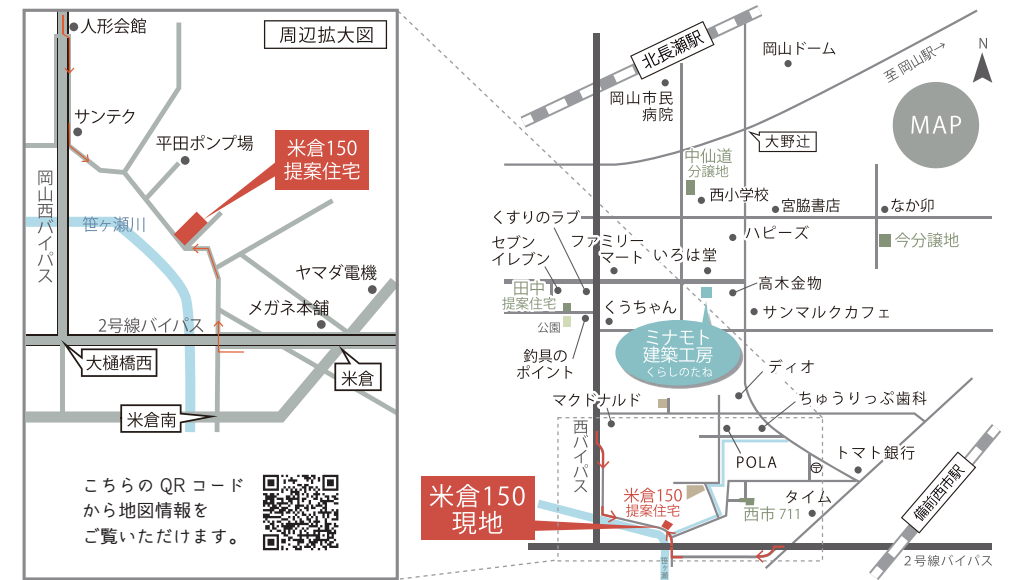 人形会館
周辺拡大図
サンテク
平田ポンプ場
米倉150
提案住宅
岡山西バイパス
笹ヶ瀬川
ヤマダ電機
メガネ本舗
2号線バイパス
大樋橋西
米倉
米倉南
こちらのQRコード
から地図情報を
ご覧いただけます。
北長瀬駅
岡山ドーム
至岡山駅→
N
MAP
岡山市民
病院
大野辻
中仙道
分譲地
西小学校
宮脇書店
なか卯
くすりのラブ
ハピーズ
今分譲地
セブン
イレブン
ファミリー
マート
いろは堂
田中
提案住宅
高木金物
くうちゃん
サンマルクカフェ
公園
ミナモト
建築工房
くらしのたね
釣具の
ポイント
ディオ
マクドナルド
ちゅうりっぷ歯科
西バイパス
POLA
トマト銀行
米倉150
現地
米倉150
提案住宅
タイム
西市711
備前西市駅
2号線バイパス
笹ヶ瀬